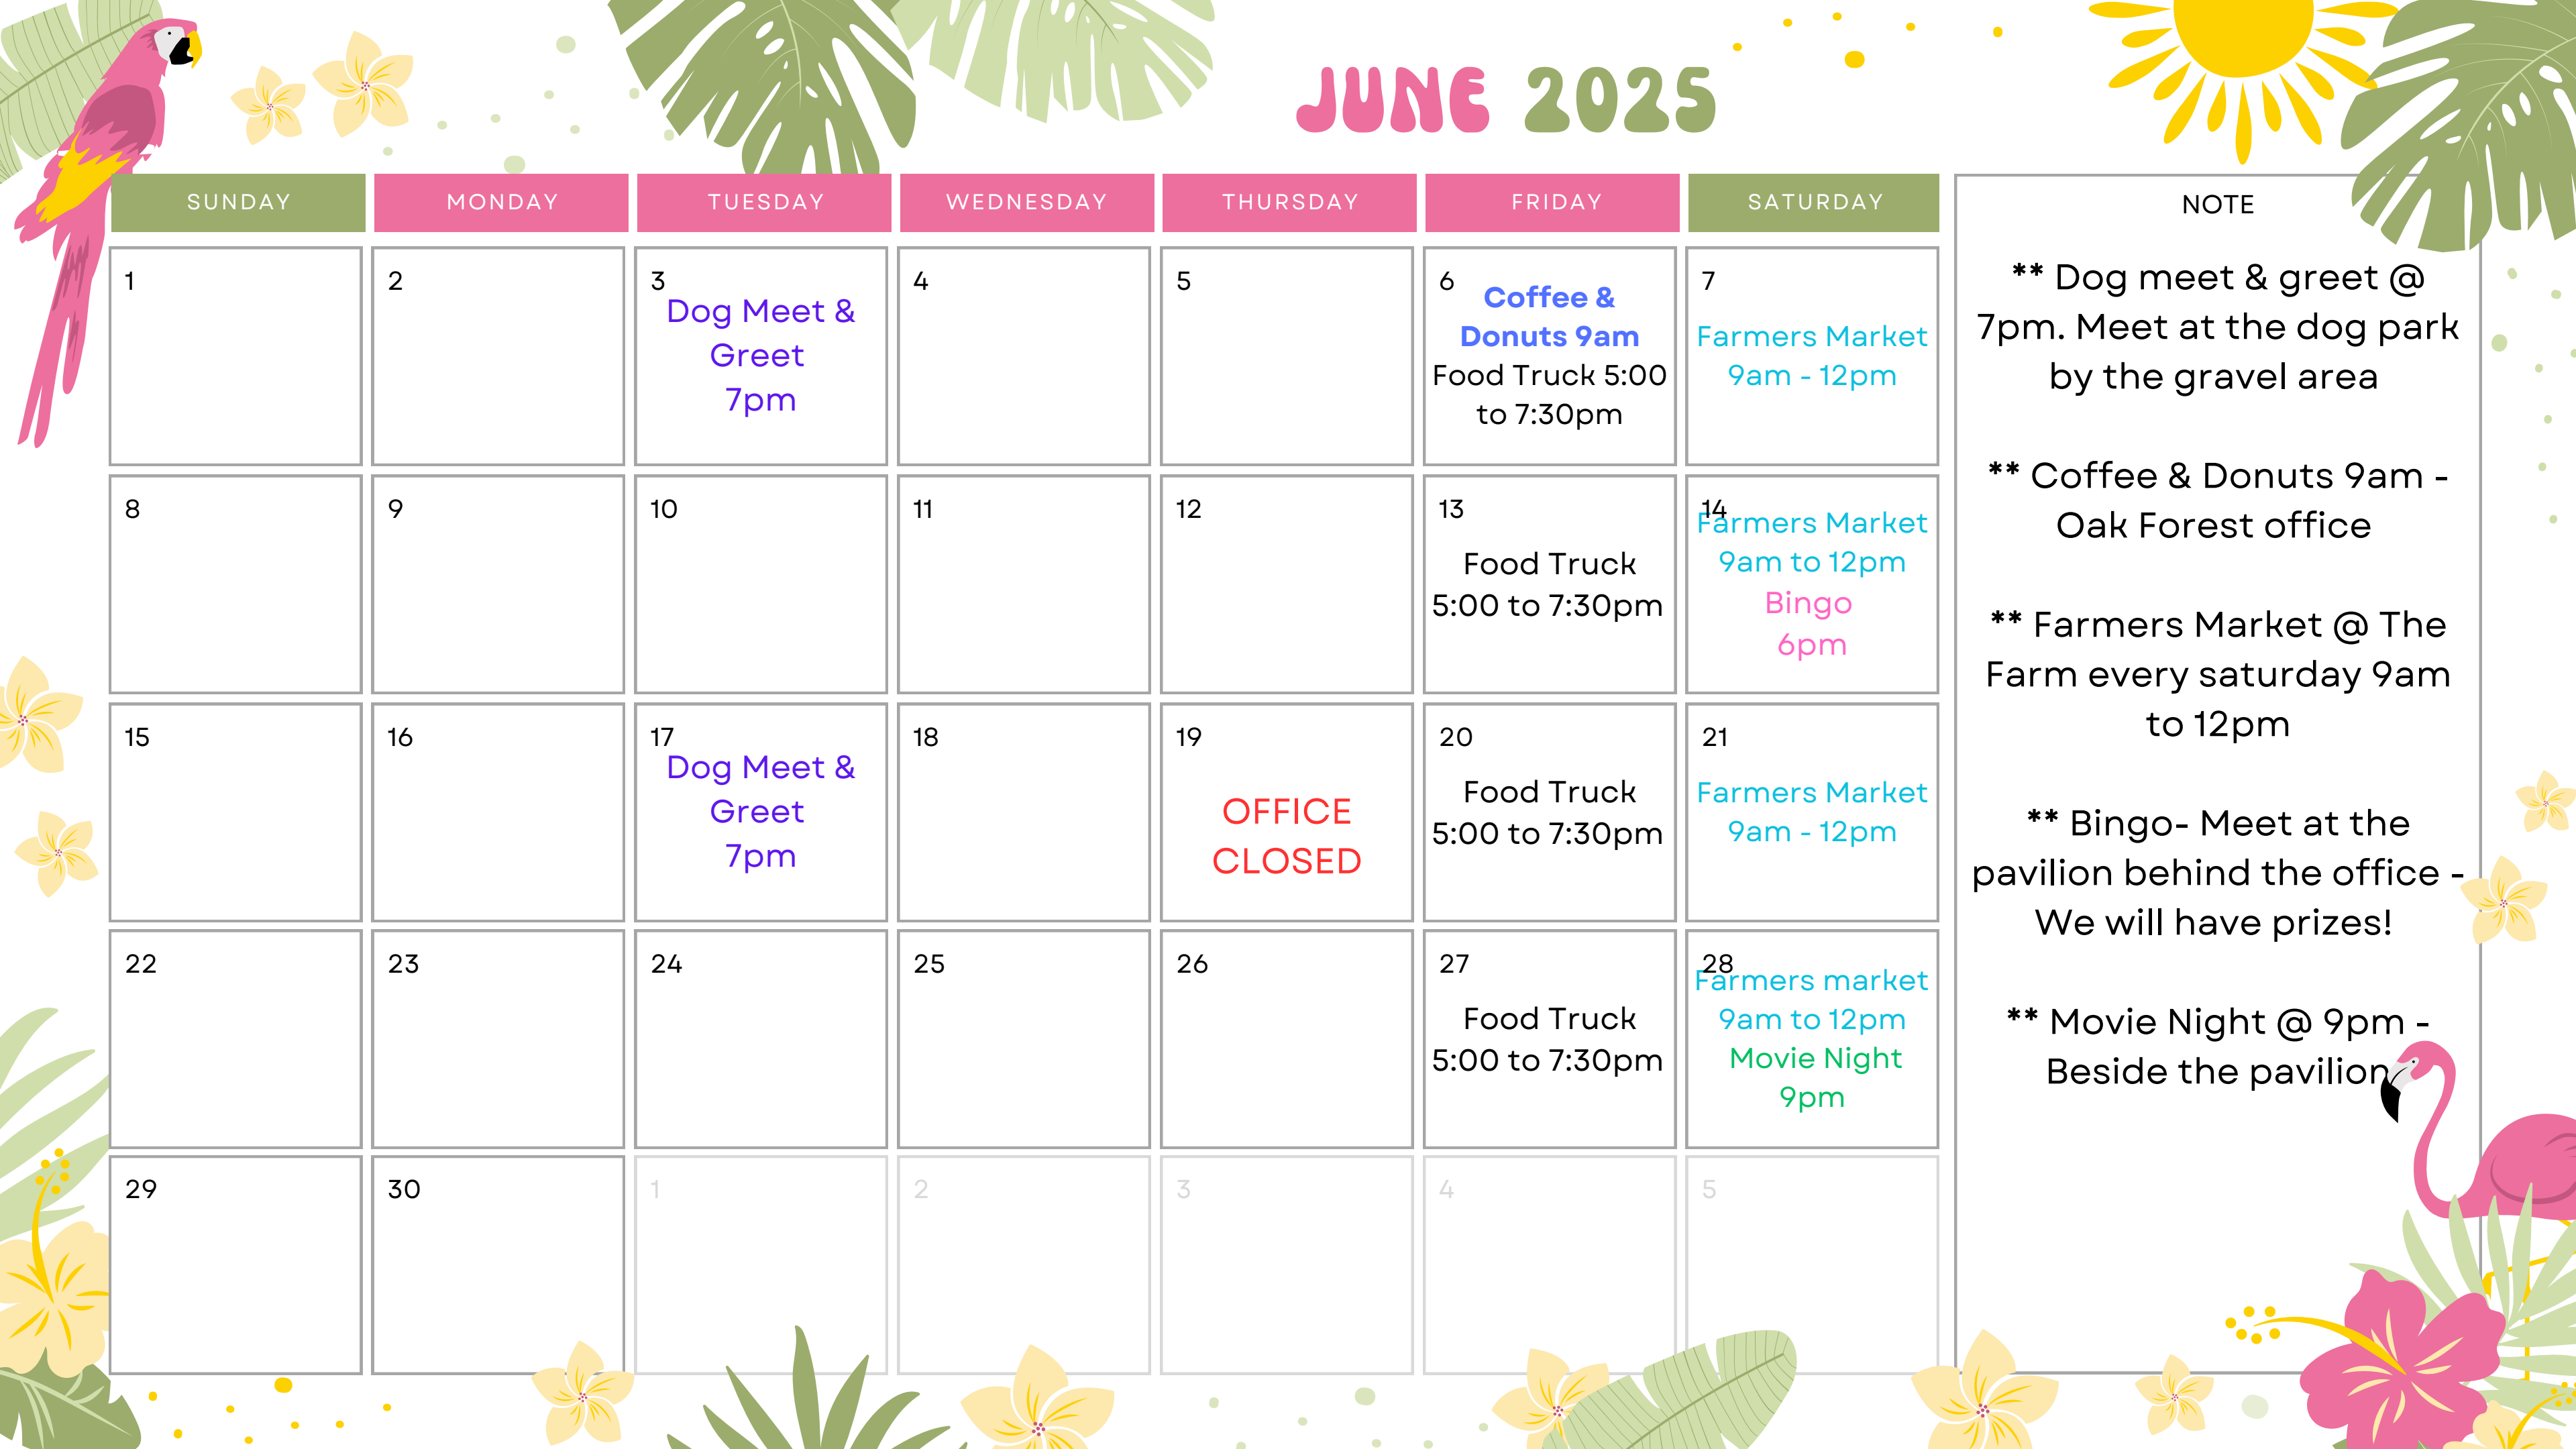 JUNE 2025
SUNDAY MONDAY TUESDAY WEDNESDAY THURSDAY FRIDAY SATURDAY
1
2
3
Dog Meet &
Greet
7pm
4
5
6
Coffee &
Donuts 9am
Food Truck 5:00
to 7:30pm
7
Farmers Market
9am - 12pm
8
9
10
11
12
13
Food Truck
5:00 to 7:30pm
14
Farmers Market
9am to 12pm
Bingo
6pm
15
16
17
Dog Meet &
Greet
7pm
18
19
OFFICE
CLOSED
20
Food Truck
5:00 to 7:30pm
21
Farmers Market
9am - 12pm
22
23
24
25
26
27
Food Truck
5:00 to 7:30pm
28
Farmers market
9am to 12pm
Movie Night
9pm
29
30
1
2
3
4
5
NOTE
** Dog meet & greet @
7pm. Meet at the dog park
by the gravel area
** Coffee & Donuts 9am -
Oak Forest office
** Farmers Market @ The
Farm every saturday 9am
to 12pm
** Bingo- Meet at the
pavilion behind the office -
We will have prizes!
** Movie Night @ 9pm -
Beside the pavilion